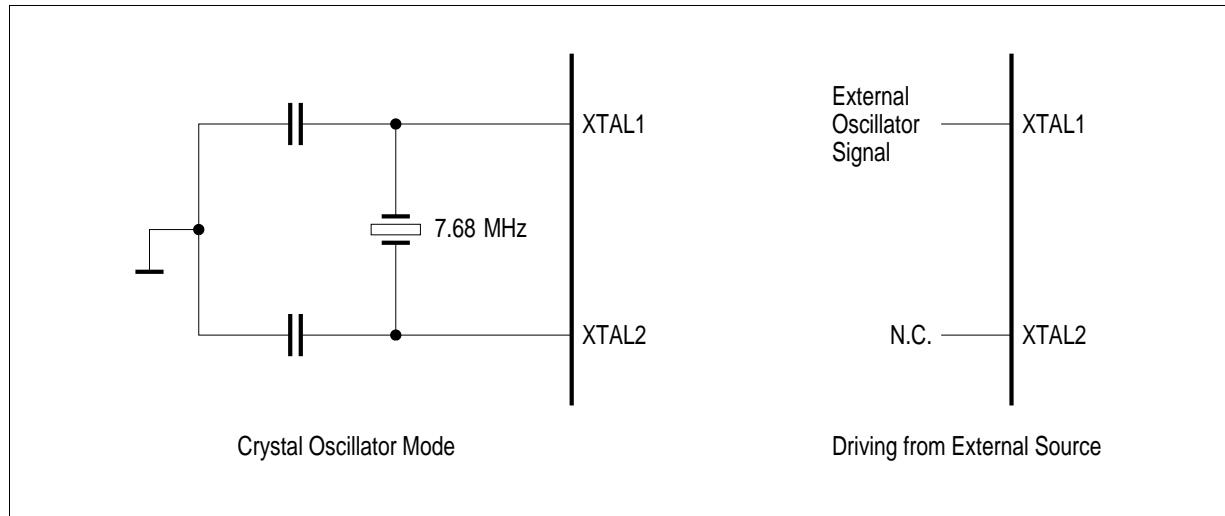 XTAL1
7.68 MHz
XTAL2
Crystal Oscillator Mode
External
Oscillator
Signal
XTAL1
N.C.
XTAL2
Driving from External Source